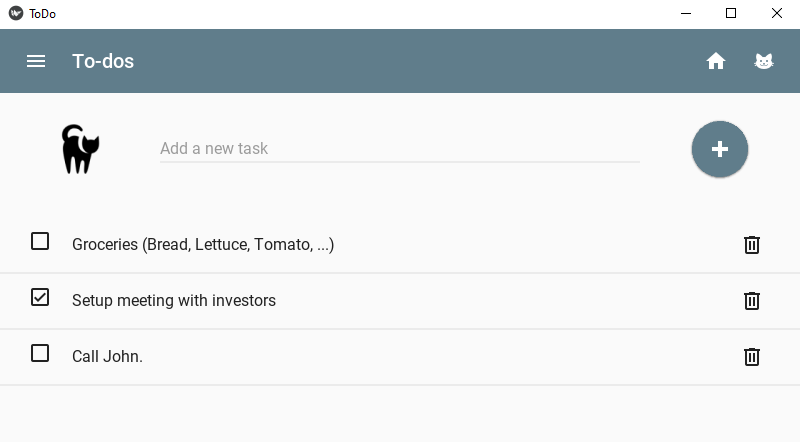 ToDo
To-dos
Add a new task
Groceries (Bread, Lettuce, Tomato, ...)
Setup meeting with investors
Call John.